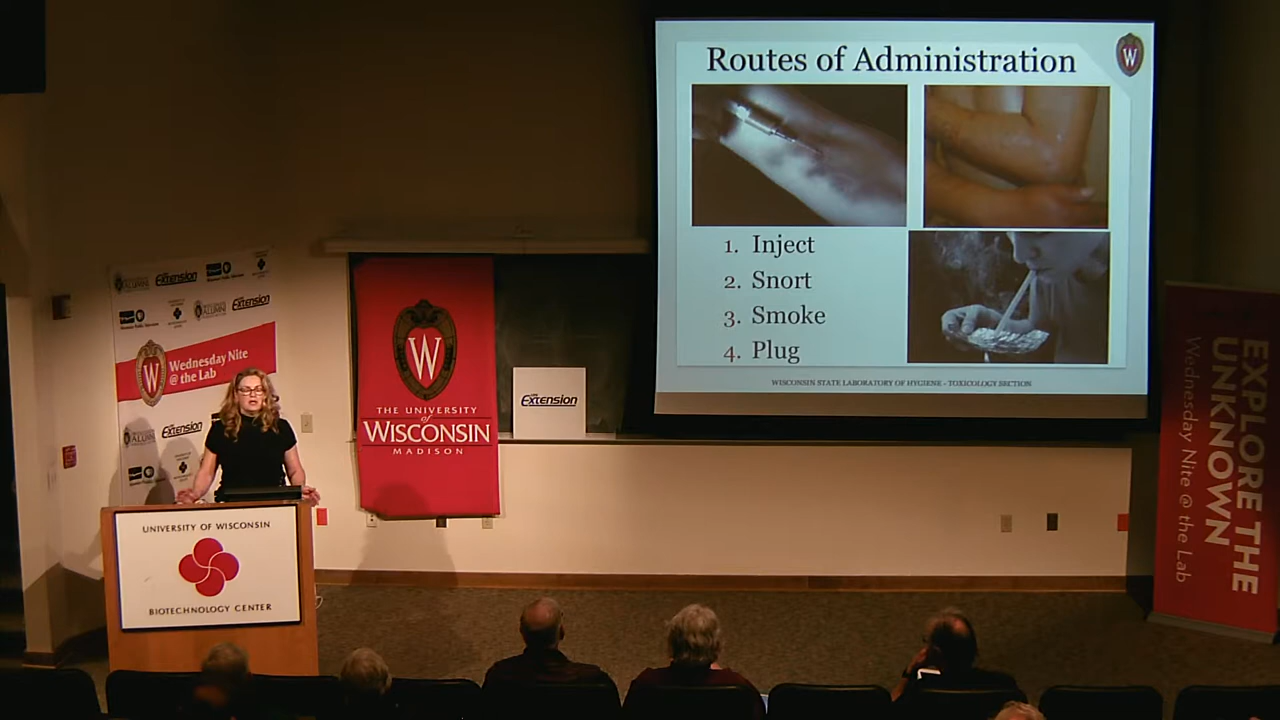 Routes of Administration
W
1. Inject
2. Snort
3. Smoke
4. Plug
WISCONSIN STATE LABORATORY OF HYGIENE - TOXICOLOGY SECTION
Extension
Extension
Wednesday Nite
@ the Lab
Extension
W
THE UNIVERSITY
of
WISCONSIN
MADISON
Extension
UNIVERSITY OF WISCONSIN
BIOTECHNOLOGY CENTER
EXPLORE THE
UNKNOWN
Wednesday Nite @ the Lab